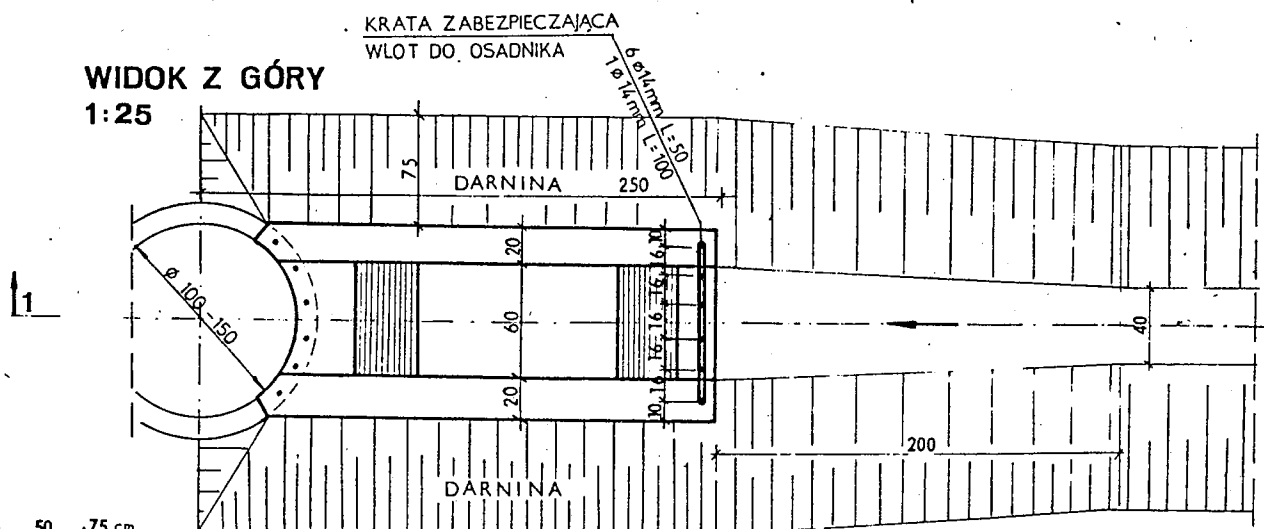 KRATA ZABEZPIECZAJĄCA
WLOT DO OSADNIKA
WIDOK Z GÓRY
1:25
6 ø 14mm L=50
1 ø 14mm L=100
75
DARNINA 250
20
10
16
16
16
16
16
10
ø 100-150
1
60
40
20
200
DARNINA
50 75 cm